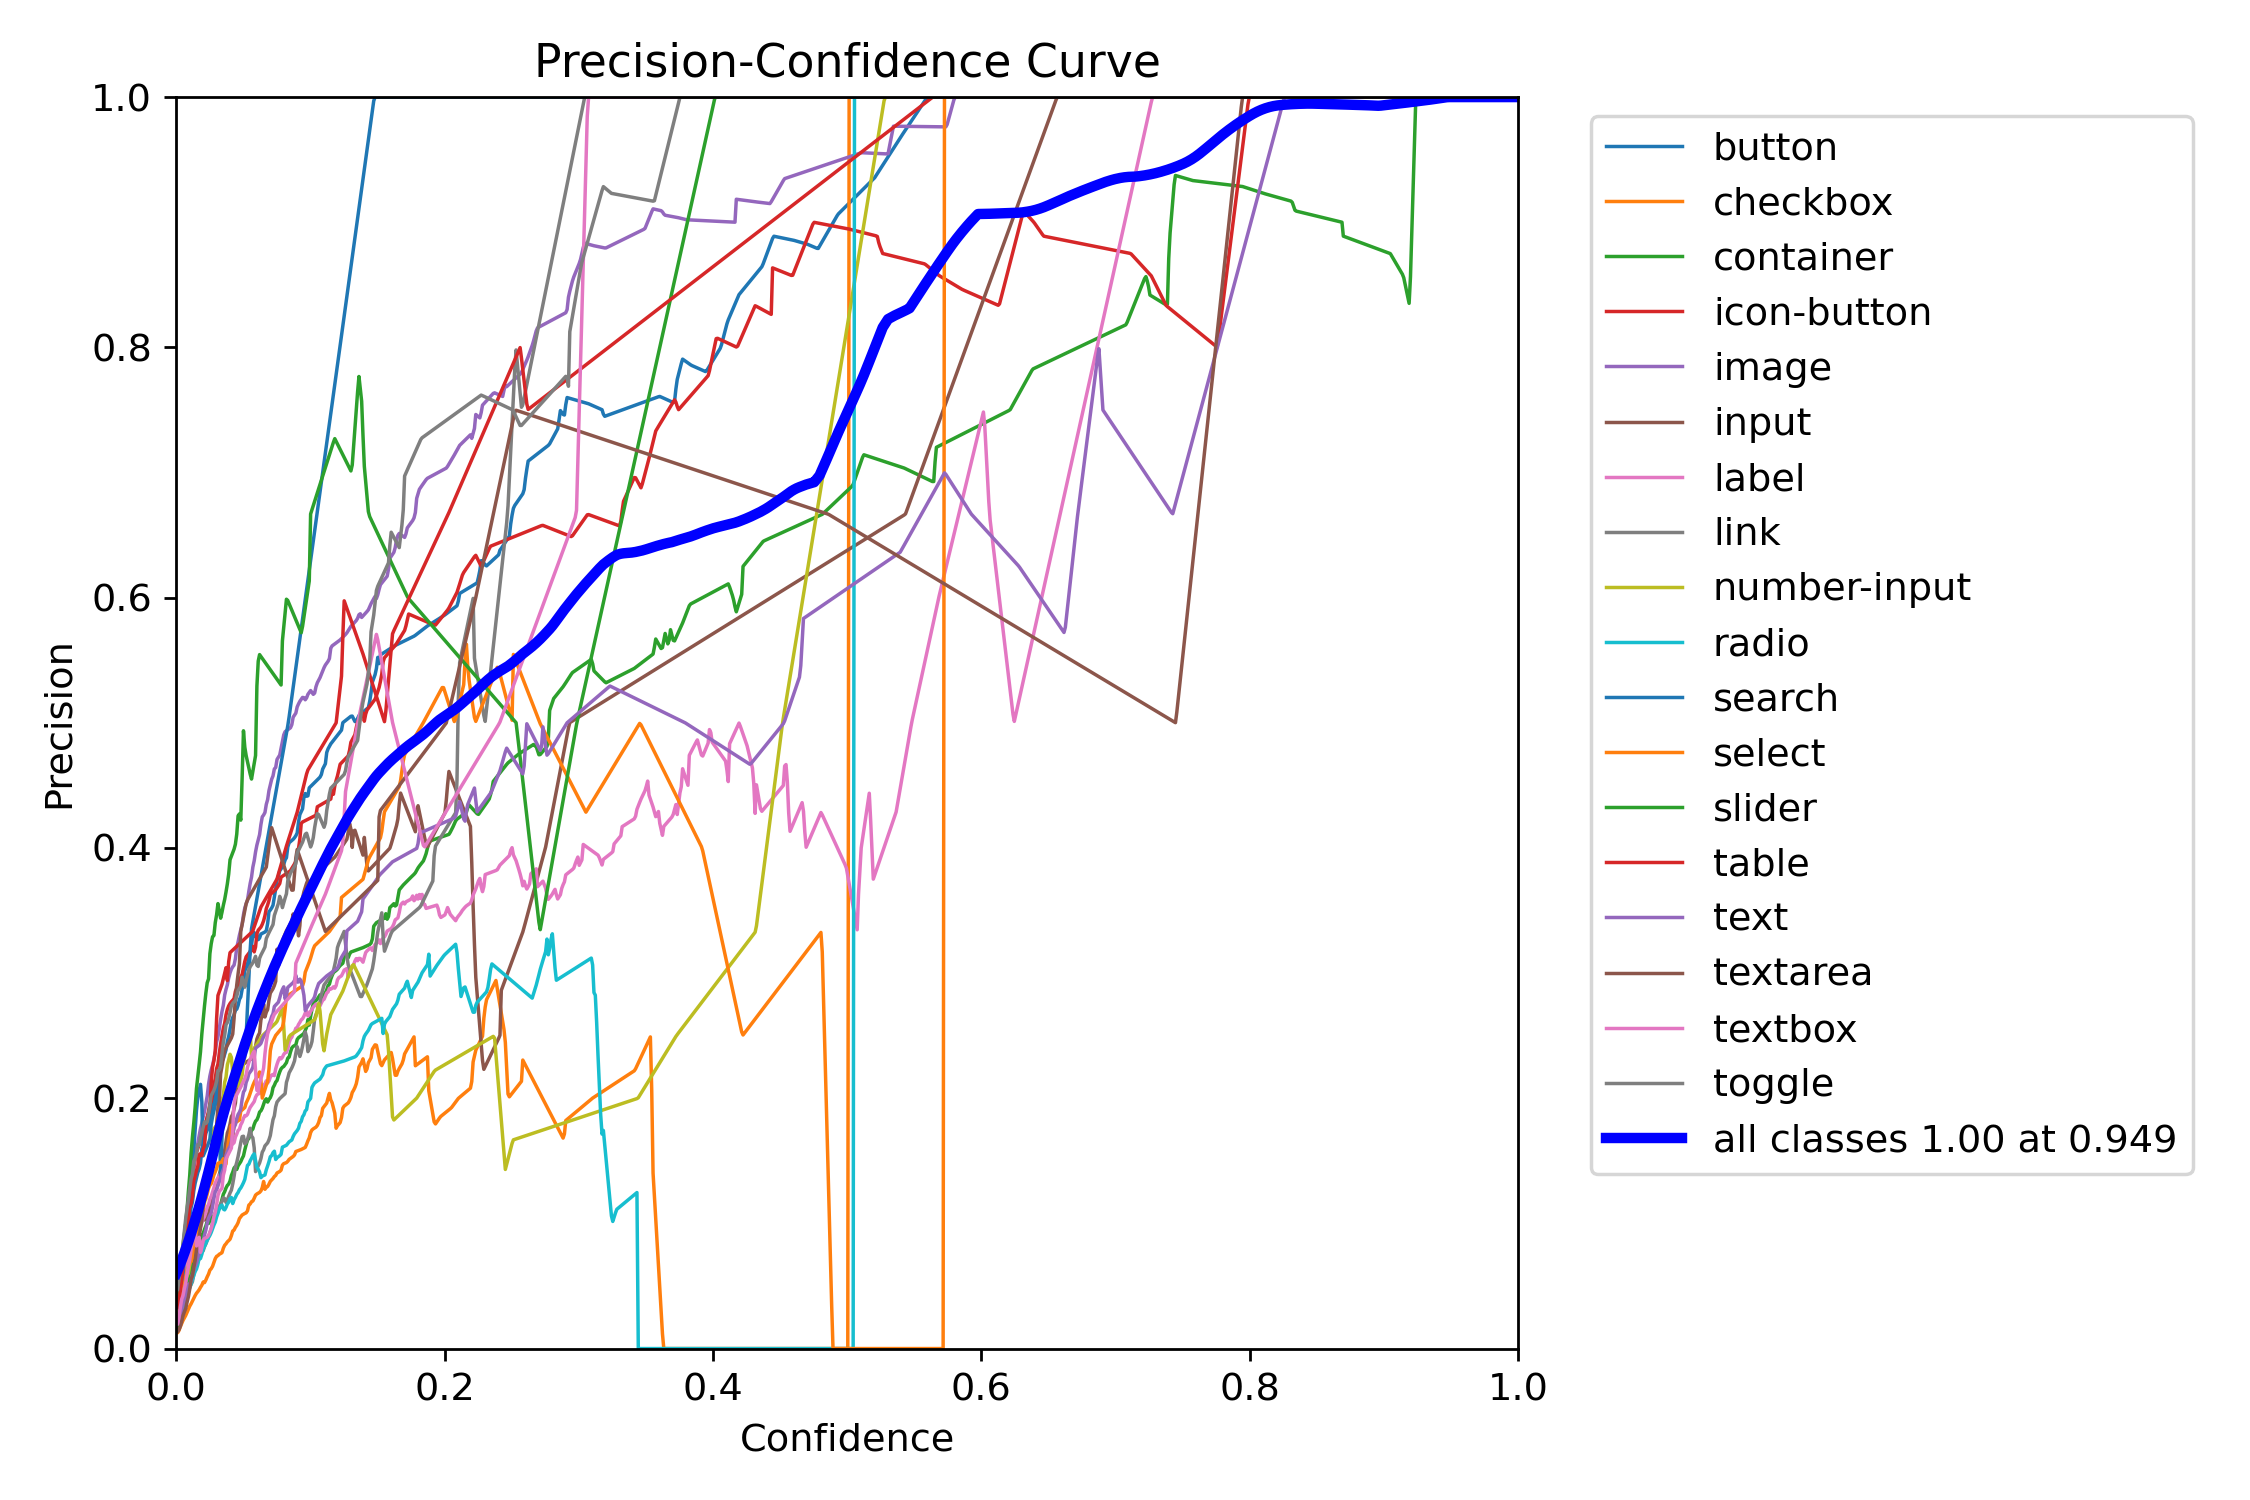 Precision-Confidence Curve
1.0
0.8
0.6
0.4
0.2
0.0
Precision
0.0 0.2 0.4 0.6 0.8 1.0
Confidence
button
checkbox
container
icon-button
image
input
label
link
number-input
radio
search
select
slider
table
text
textarea
textbox
toggle
all classes 1.00 at 0.949